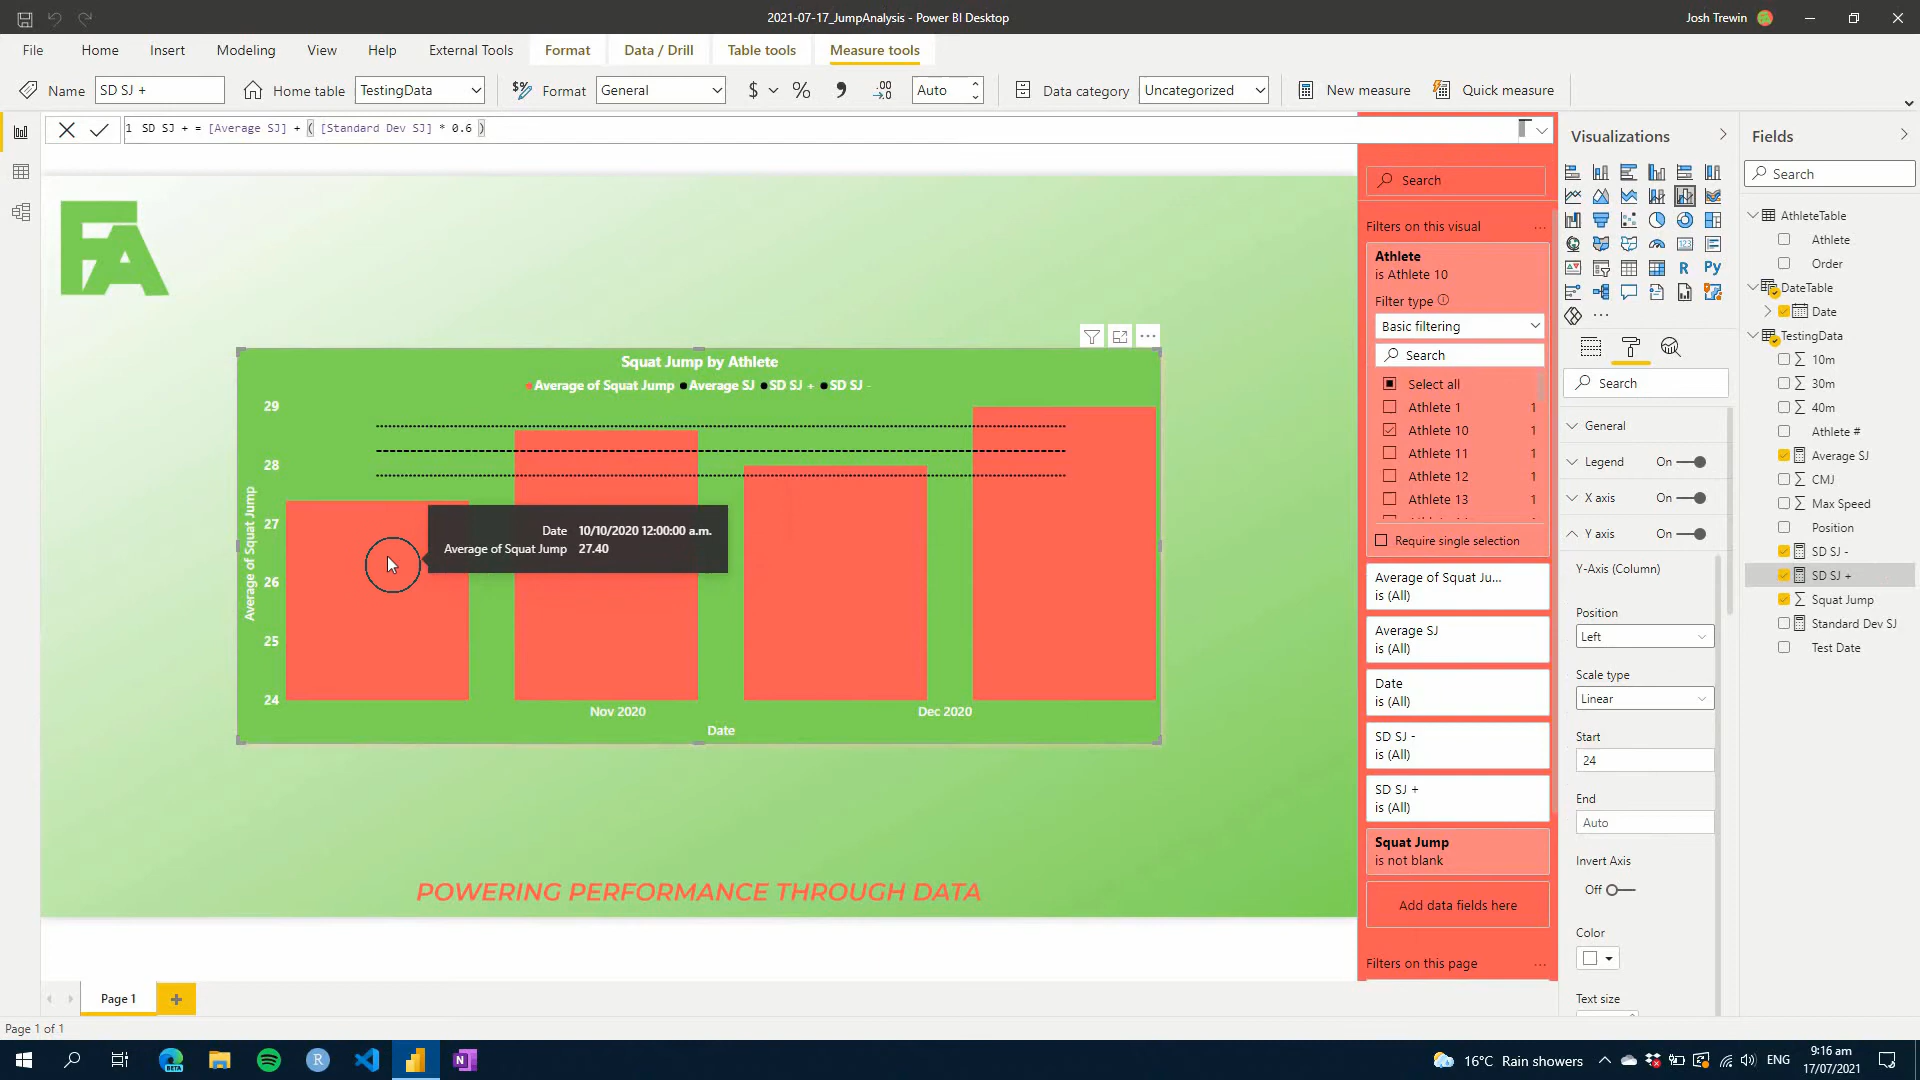 2021-07-17_JumpAnalysis - Power BI Desktop
Josh Trewin
File
Home
Insert
Modeling
View
Help
External Tools
Format
Data / Drill
Table tools
Measure tools
Name
SD SJ +
Home table
TestingData
Format
General
$
%
Auto
Data category
Uncategorized
New measure
Quick measure
1 SD SJ + = [Average SJ] + ( [Standard Dev SJ] * 0.6 )
FA
Squat Jump by Athlete
Average of Squat Jump
Average SJ
SD SJ +
SD SJ -
29
28
27
26
25
24
Average of Squat Jump
Date 10/10/2020 12:00:00 a.m.
Average of Squat Jump 27.40
Nov 2020
Dec 2020
Date
POWERING PERFORMANCE THROUGH DATA
Search
Filters on this visual
Athlete
is Athlete 10
Filter type
Basic filtering
Search
Select all
Athlete 1 1
Athlete 10 1
Athlete 11 1
Athlete 12 1
Athlete 13 1
Require single selection
Average of Squat Ju...
is (All)
Average SJ
is (All)
Date
is (All)
SD SJ -
is (All)
SD SJ +
is (All)
Squat Jump
is not blank
Add data fields here
Filters on this page
Visualizations
R
Py
Search
General
Legend On
X axis On
Y axis On
Y-Axis (Column)
Position
Left
Scale type
Linear
Start
24
End
Auto
Invert Axis
Off
Color
Text size
Fields
Search
AthleteTable
Athlete
Order
DateTable
Date
TestingData
10m
30m
40m
Athlete #
Average SJ
CMJ
Max Speed
Position
SD SJ -
SD SJ +
Squat Jump
Standard Dev SJ
Test Date
Page 1
Page 1 of 1
16°C Rain showers
ENG
9:16 am
17/07/2021